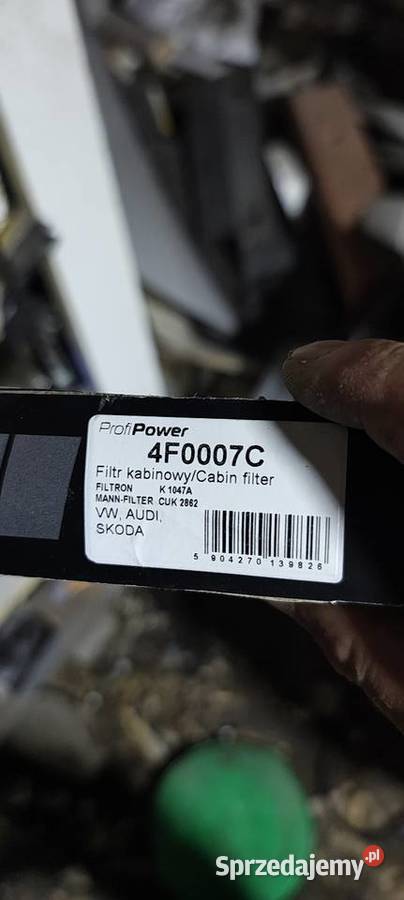 ProfiPower
4F0007C
Filtr kabinowy/Cabin filter
FILTRON K 1047A
MANN-FILTER CUK 2862
VW, AUDI,
SKODA
5 904270 139826
Sprzedajemy.pl